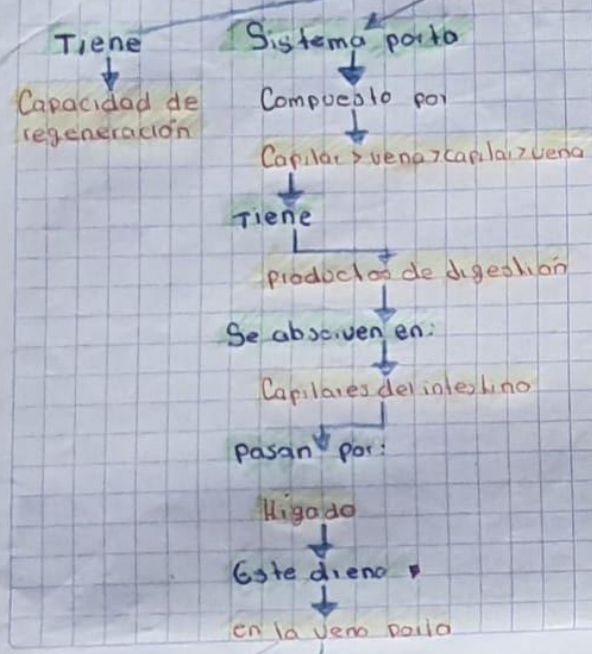 Tiene
Capacidad de
regeneración
Sistema porta
Compuesto por
Capilar > vena > capilar > vena
Tiene
productos de digestión
Se absorven en:
Capilares del intestino
Pasan por:
Higado
Este drena
en la vena porta